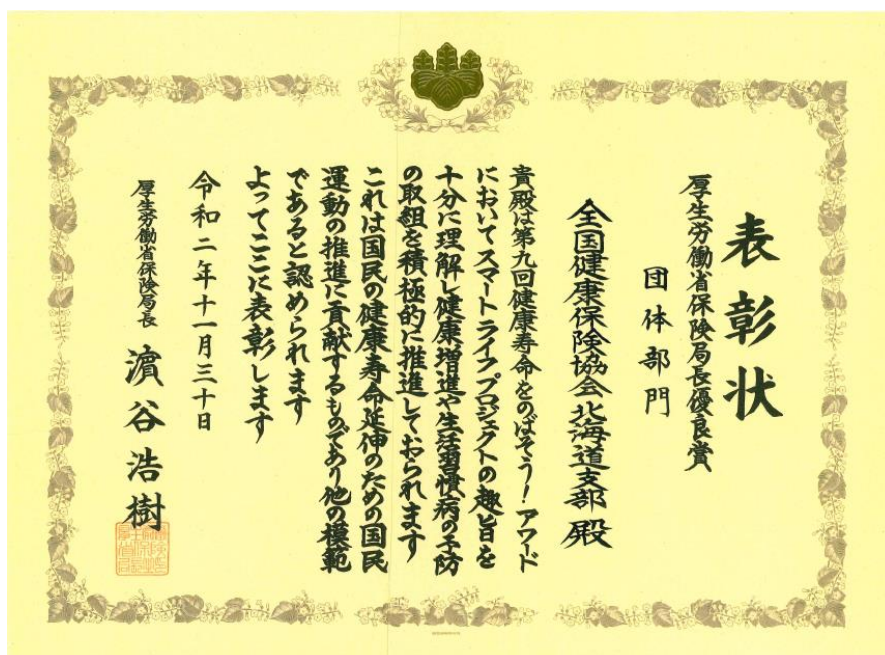 表彰状
厚生労働省保険局長優良賞
団体部門
全国健康保険協会北海道支部 殿
貴殿は第九回健康寿命をのばそう！アワード
においてスマートライフプロジェクトの趣旨を
十分に理解し健康増進や生活習慣病の予防
の取組を積極的に推進しておられます
これは国民の健康寿命延伸のための国民
運動の推進に貢献するものであり他の模範
であると認められます
よってここに表彰します
令和二年十一月三十日
厚生労働省保険局長 濵谷浩樹